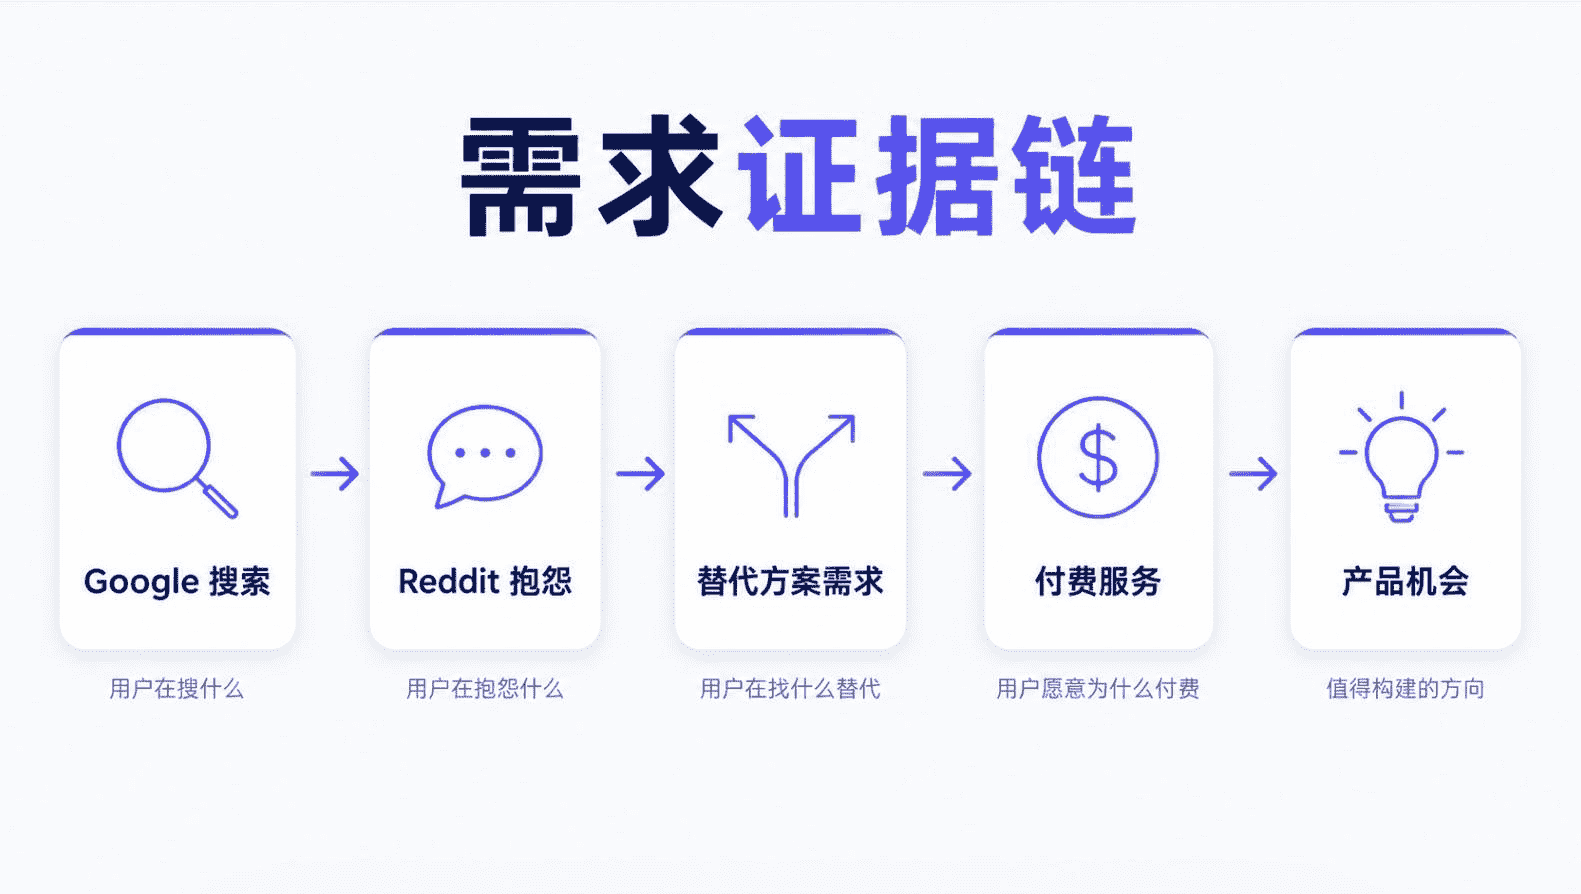 需求证据链
Google 搜索
用户在搜什么
Reddit 抱怨
用户在抱怨什么
替代方案需求
用户在找什么替代
付费服务
用户愿意为什么付费
产品机会
值得构建的方向